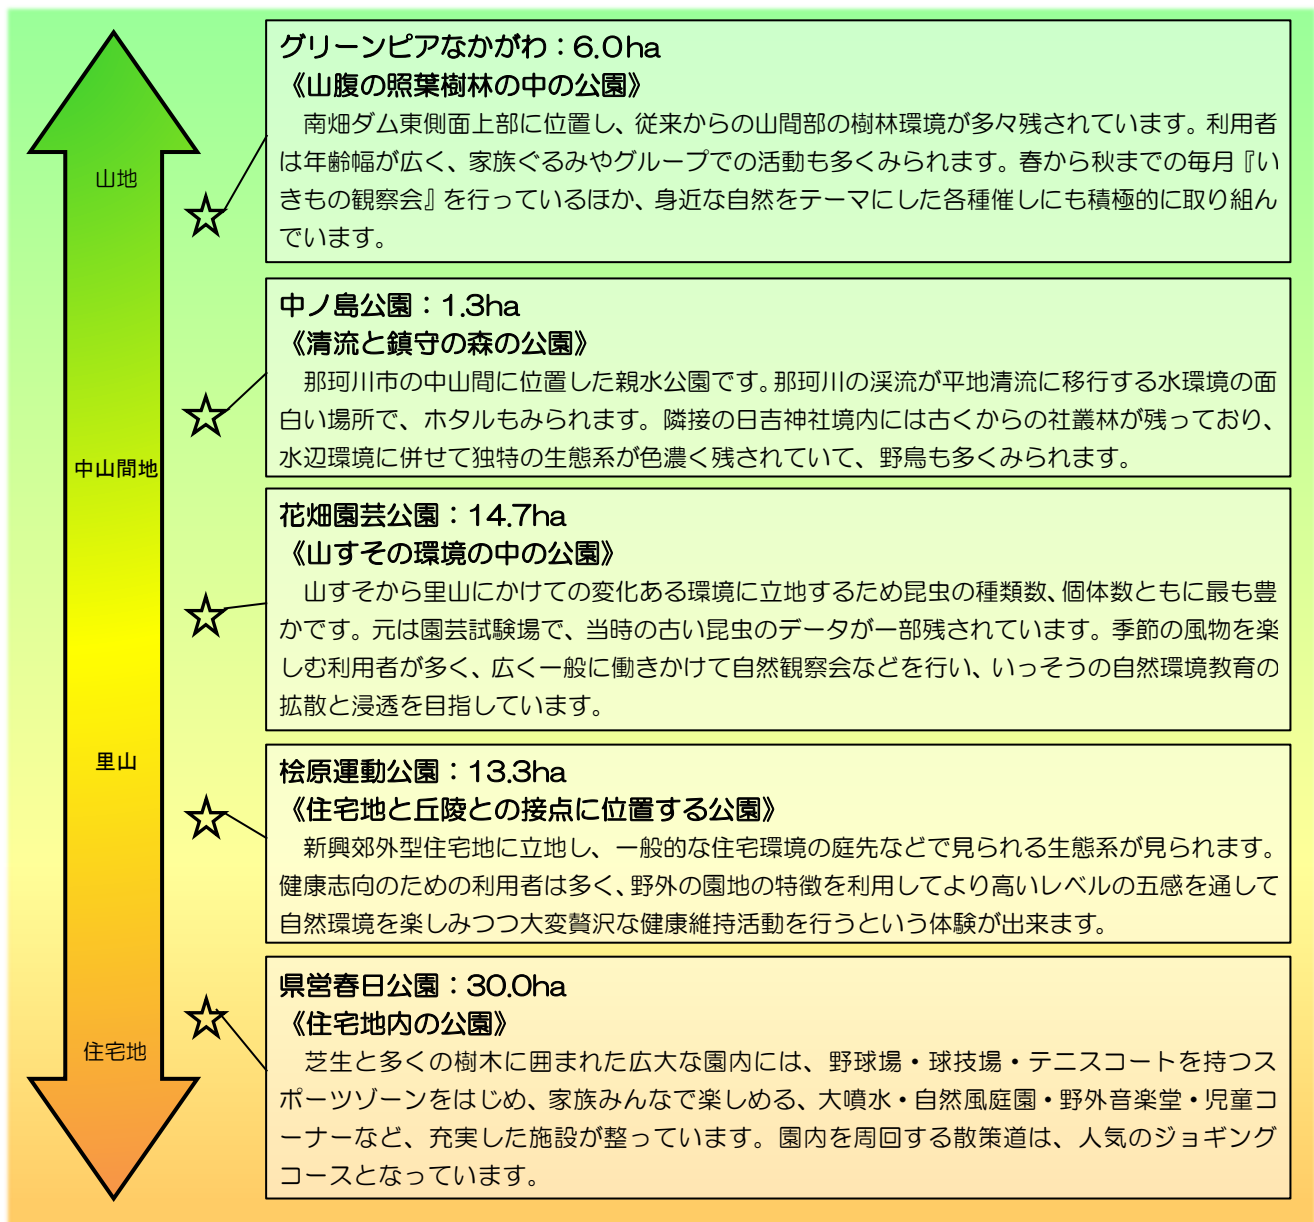 グリーンピアなかがわ：6.0ha
《山腹の照葉樹林の中の公園》
南畑ダム東側面上部に位置し、従来からの山間部の樹林環境が多々残されています。利用者
は年齢幅が広く、家族ぐるみやグループでの活動も多くみられます。春から秋までの毎月『い
きもの観察会』を行っているほか、身近な自然をテーマにした各種催しにも積極的に取り組ん
でいます。
山地
中ノ島公園：1.3ha
《清流と鎮守の森の公園》
那珂川市の中山間に位置した親水公園です。那珂川の渓流が平地清流に移行する水環境の面
白い場所で、ホタルもみられます。隣接の日吉神社境内には古くからの社叢林が残っており、
水辺環境に併せて独特の生態系が色濃く残されていて、野鳥も多くみられます。
中山間地
花畑園芸公園：14.7ha
《山すその環境の中の公園》
山すそから里山にかけての変化ある環境に立地するため昆虫の種類数、個体数ともに最も豊
かです。元は園芸試験場で、当時の古い昆虫のデータが一部残されています。季節の風物を楽
しむ利用者が多く、広く一般に働きかけて自然観察会などを行い、いっそうの自然環境教育の
拡散と浸透を目指しています。
里山
桧原運動公園：13.3ha
《住宅地と丘陵との接点に位置する公園》
新興郊外型住宅地に立地し、一般的な住宅環境の庭先などで見られる生態系が見られます。
健康志向のための利用者は多く、野外の園地の特徴を利用してより高いレベルの五感を通して
自然環境を楽しみつつ大変贅沢な健康維持活動を行うという体験が出来ます。
県営春日公園：30.0ha
《住宅地内の公園》
芝生と多くの樹木に囲まれた広大な園内には、野球場・球技場・テニスコートを持つス
ポーツゾーンをはじめ、家族みんなで楽しめる、大噴水・自然風庭園・野外音楽堂・児童コ
ーナーなど、充実した施設が整っています。園内を周回する散策道は、人気のジョギング
コースとなっています。
住宅地